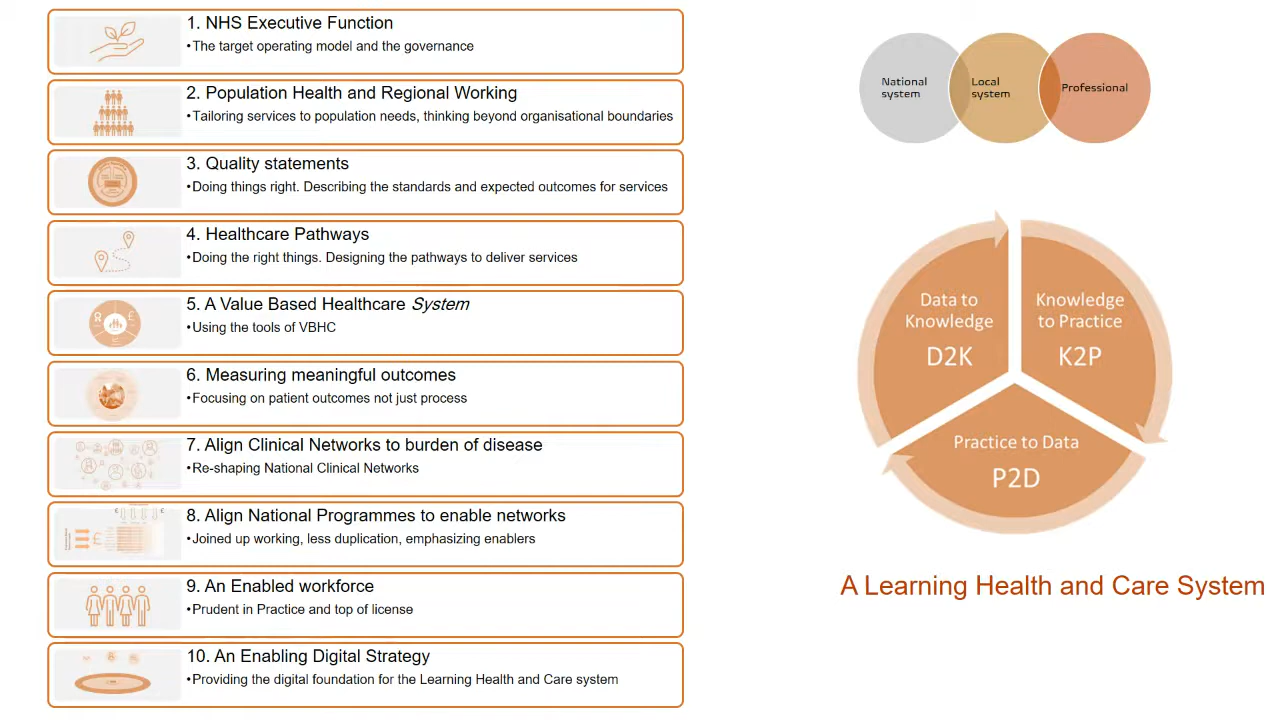 1. NHS Executive Function
•The target operating model and the governance
2. Population Health and Regional Working
•Tailoring services to population needs, thinking beyond organisational boundaries
3. Quality statements
•Doing things right. Describing the standards and expected outcomes for services
4. Healthcare Pathways
•Doing the right things. Designing the pathways to deliver services
5. A Value Based Healthcare System
•Using the tools of VBHC
6. Measuring meaningful outcomes
•Focusing on patient outcomes not just process
7. Align Clinical Networks to burden of disease
•Re-shaping National Clinical Networks
8. Align National Programmes to enable networks
•Joined up working, less duplication, emphasizing enablers
9. An Enabled workforce
•Prudent in Practice and top of license
10. An Enabling Digital Strategy
•Providing the digital foundation for the Learning Health and Care system
National
system
Local
system
Professional
Data to
Knowledge
D2K
Knowledge
to Practice
K2P
Practice to Data
P2D
A Learning Health and Care System